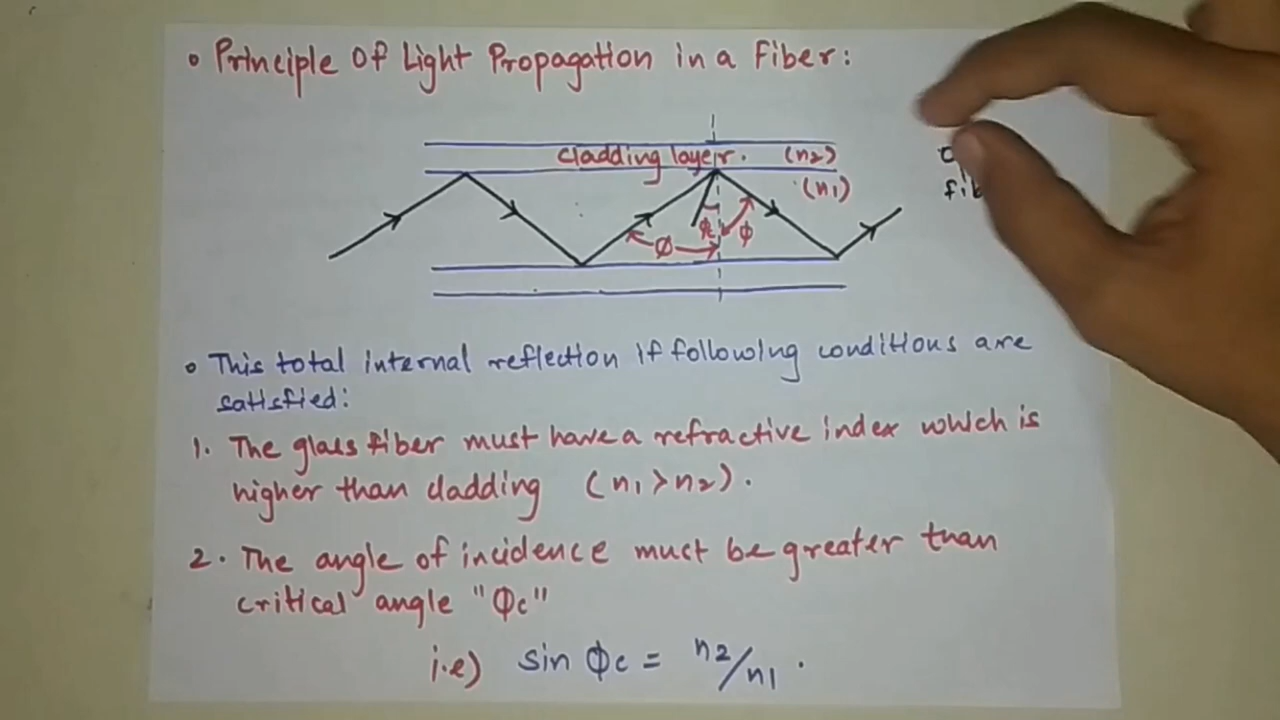 • Principle Of Light Propagation in a Fiber:
cladding layer. (n2)
(n1)
ϕc
ϕ
ϕ
• This total internal reflection if following conditions are
satisfied:
1. The glass fiber must have a refractive index which is
higher than cladding (n1>n2).
2. The angle of incidence must be greater than
critical angle "ϕc"
i.e) sin ϕc = n2/n1 .